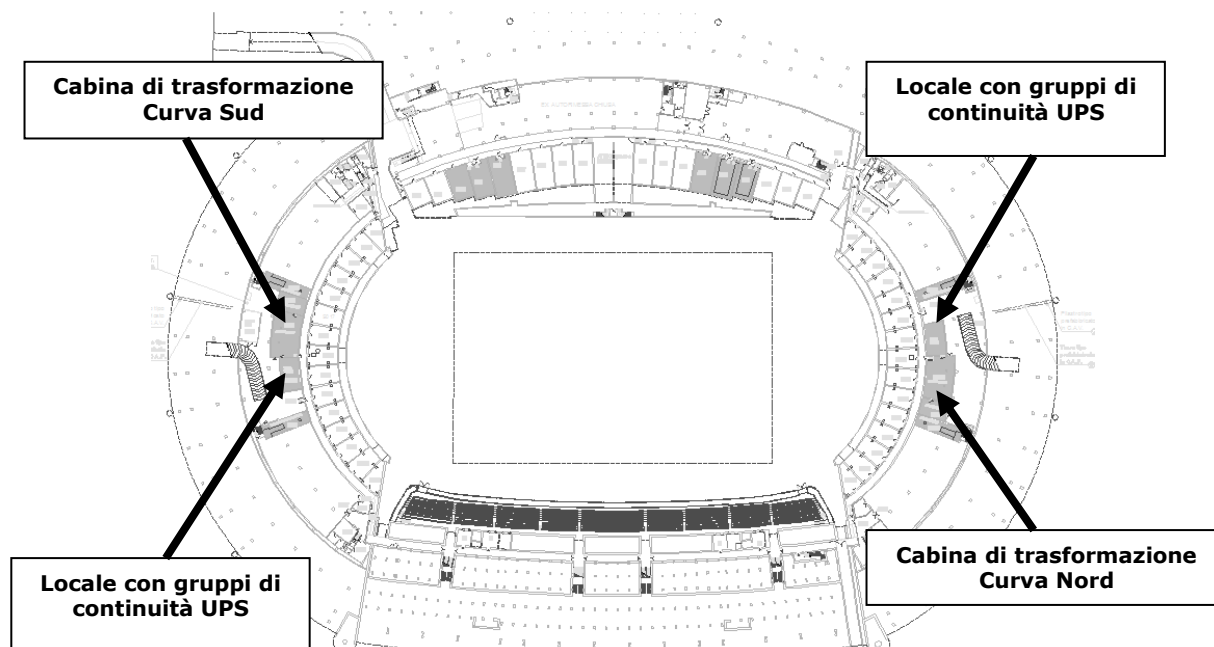 Cabina di trasformazione
Curva Sud
Locale con gruppi di
continuità UPS
Locale con gruppi di
continuità UPS
Cabina di trasformazione
Curva Nord